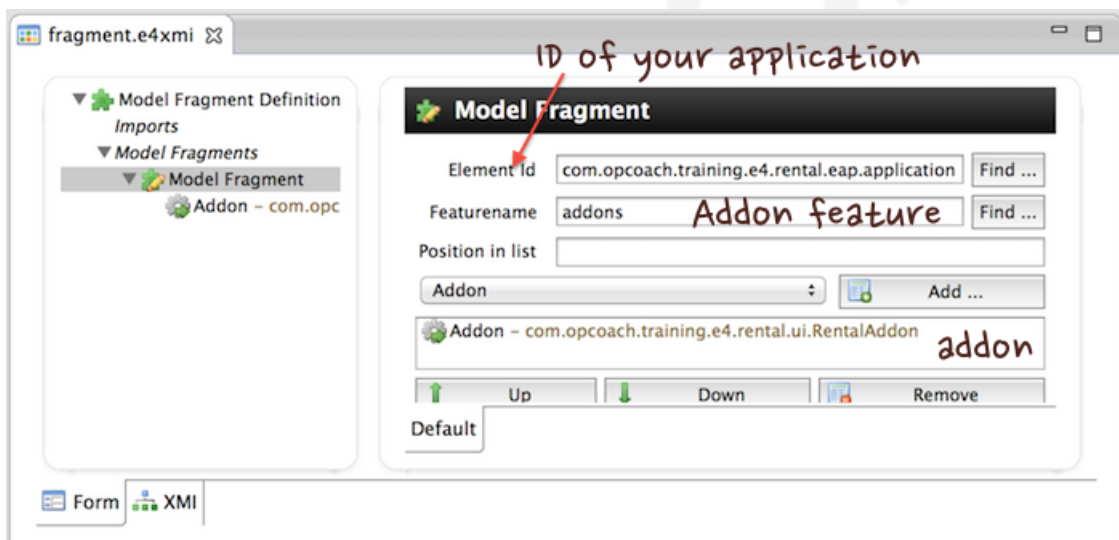 fragment.e4xmi
ID of your application
Model Fragment Definition
Imports
Model Fragments
Model Fragment
Addon – com.opc
Model Fragment
Element Id com.opcoach.training.e4.rental.eap.application Find ...
Featurename addons Addon feature Find ...
Position in list
Addon Add ...
Addon – com.opcoach.training.e4.rental.ui.RentalAddon addon
Up Down Remove
Default
Form XMI